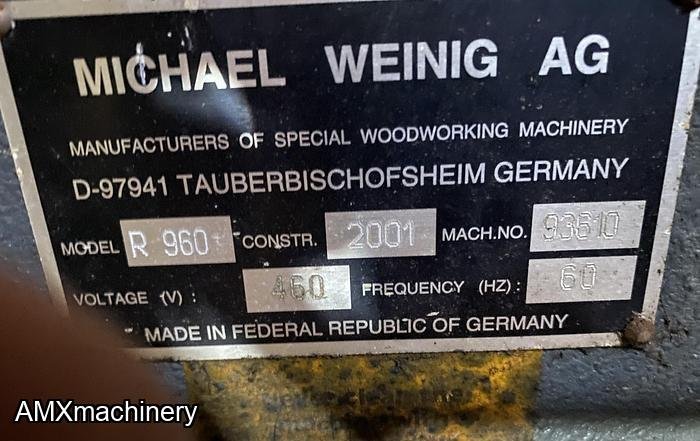 MICHAEL WEINIG AG
MANUFACTURERS OF SPECIAL WOODWORKING MACHINERY
D-97941 TAUBERBISCHOFSHEIM GERMANY
MODEL R 960 CONSTR. 2001 MACH.NO. 93610
VOLTAGE (V) : 460 FREQUENCY (HZ) : 60
MADE IN FEDERAL REPUBLIC OF GERMANY
AMXmachinery